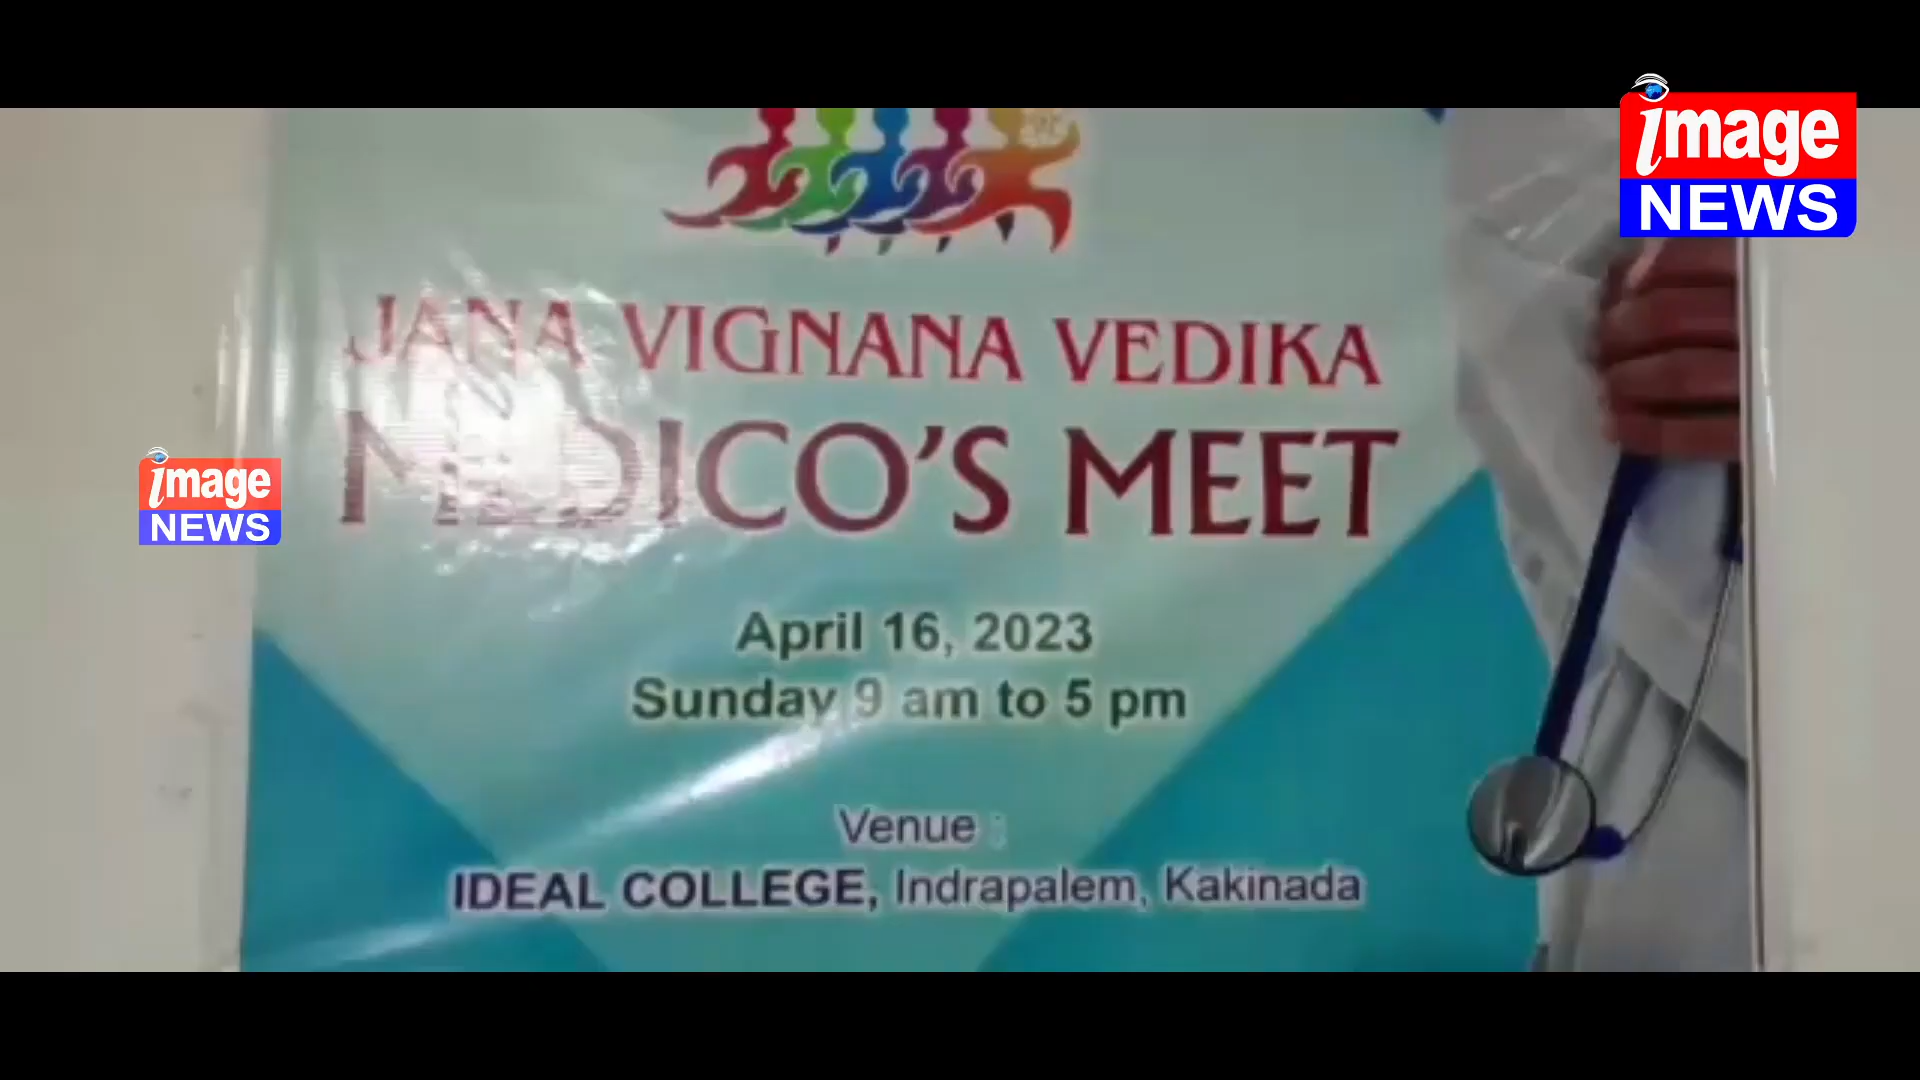 image
NEWS
JANA VIGNANA VEDIKA
MEDICO'S MEET
image
NEWS
April 16, 2023
Sunday 9 am to 5 pm
Venue :
IDEAL COLLEGE, Indrapalem, Kakinada